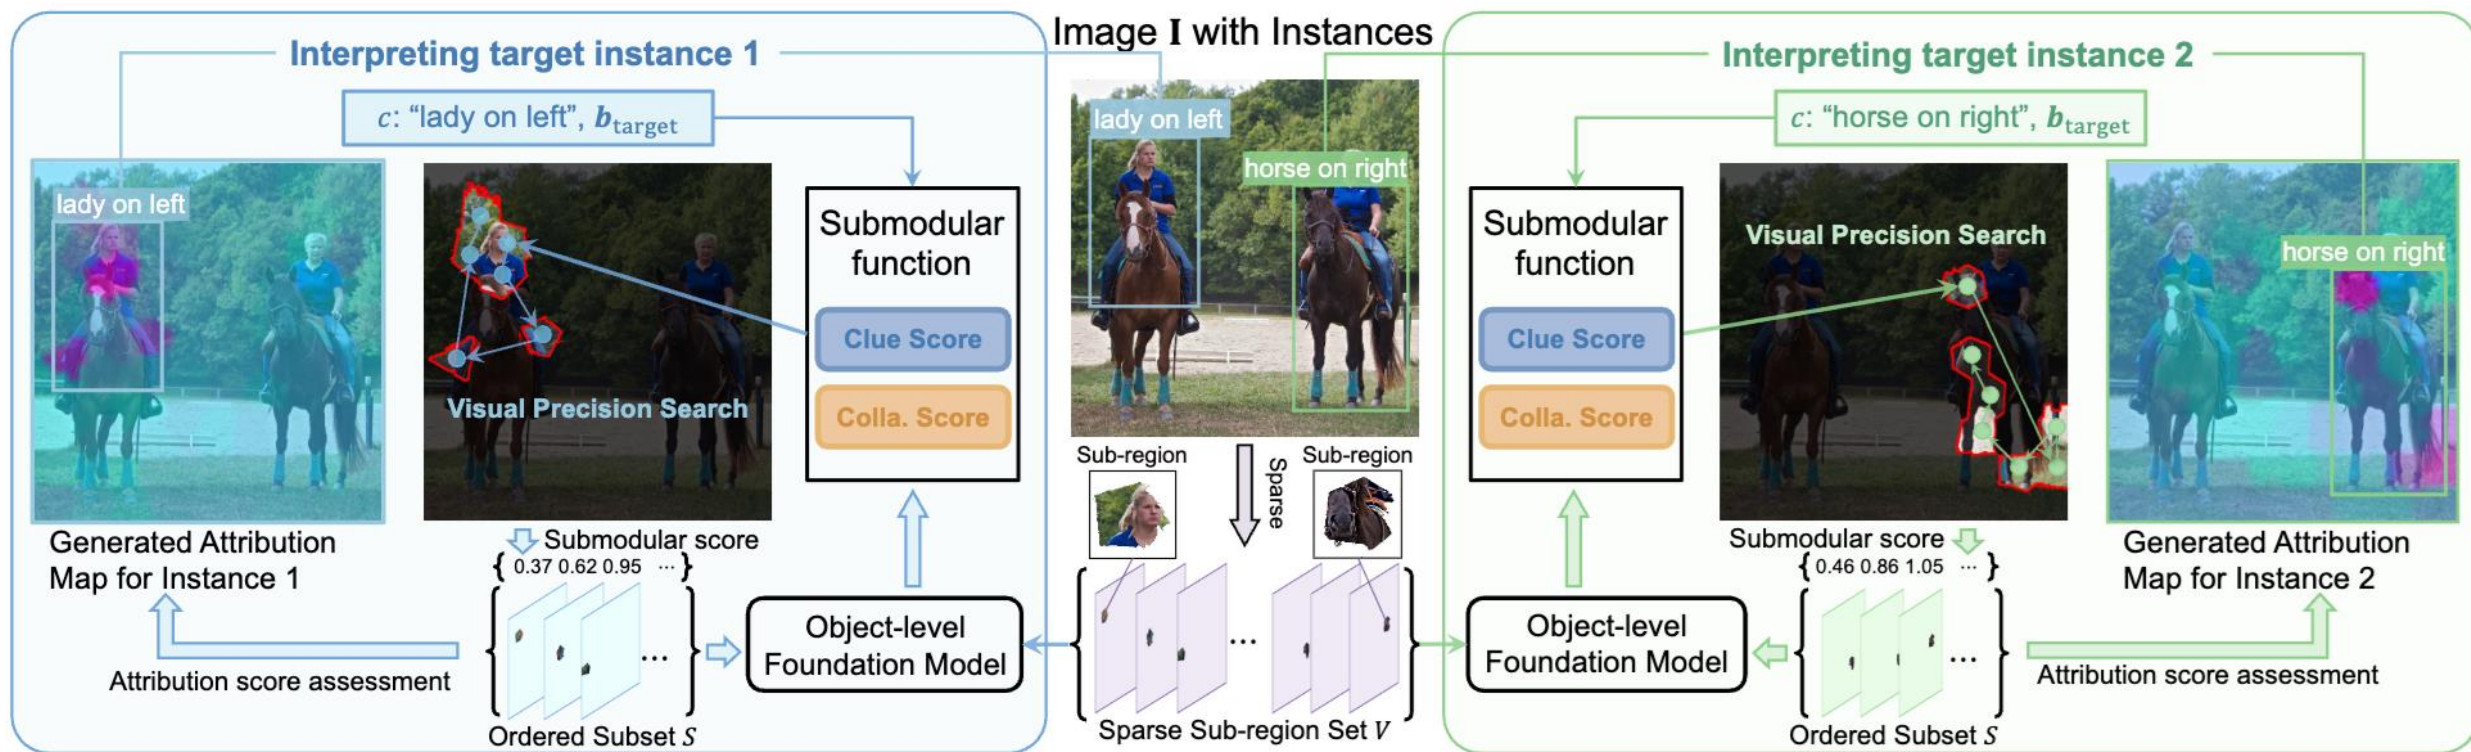 Image I with Instances
Interpreting target instance 1
c: “lady on left”, b_target
lady on left
Visual Precision Search
Submodular
function
Clue Score
Colla. Score
Generated Attribution
Map for Instance 1
Submodular score
{ 0.37 0.62 0.95 ... }
{ ... }
Ordered Subset S
Attribution score assessment
Object-level
Foundation Model
lady on left
horse on right
Sub-region
Sub-region
Sparse
{ ... }
Sparse Sub-region Set V
Interpreting target instance 2
c: “horse on right”, b_target
Submodular
function
Clue Score
Colla. Score
Visual Precision Search
horse on right
Submodular score
{ 0.46 0.86 1.05 ... }
Generated Attribution
Map for Instance 2
Object-level
Foundation Model
{ ... }
Ordered Subset S
Attribution score assessment